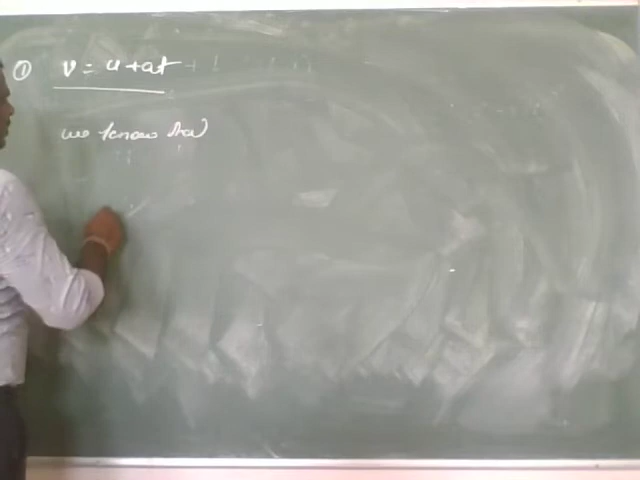 ① v = u + at
we know that